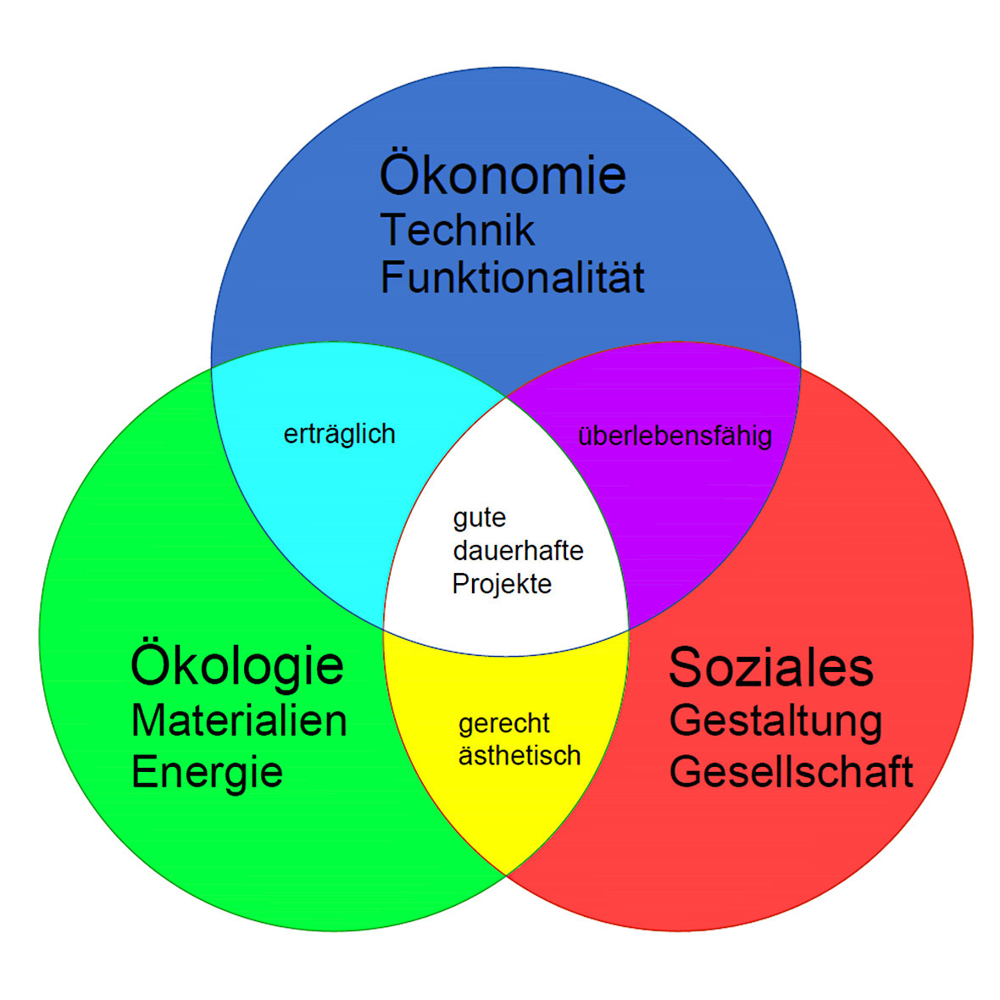 Ökonomie
Technik
Funktionalität
erträglich
überlebensfähig
gute
dauerhafte
Projekte
Ökologie
Materialien
Energie
Soziales
Gestaltung
Gesellschaft
gerecht
ästhetisch